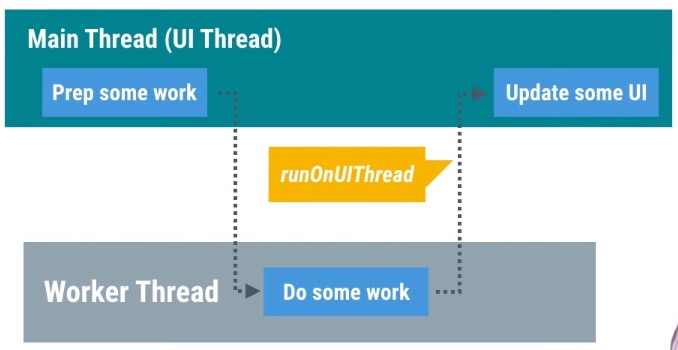 Main Thread (UI Thread)
Prep some work
Update some UI
runOnUIThread
Worker Thread
Do some work